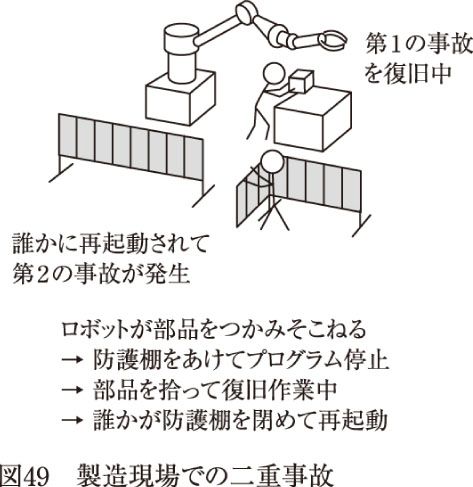 第1の事故
を復旧中
誰かに再起動されて
第2の事故が発生
ロボットが部品をつかみそこねる
→ 防護棚をあけてプログラム停止
→ 部品を拾って復旧作業中
→ 誰かが防護棚を閉めて再起動
図49　製造現場での二重事故